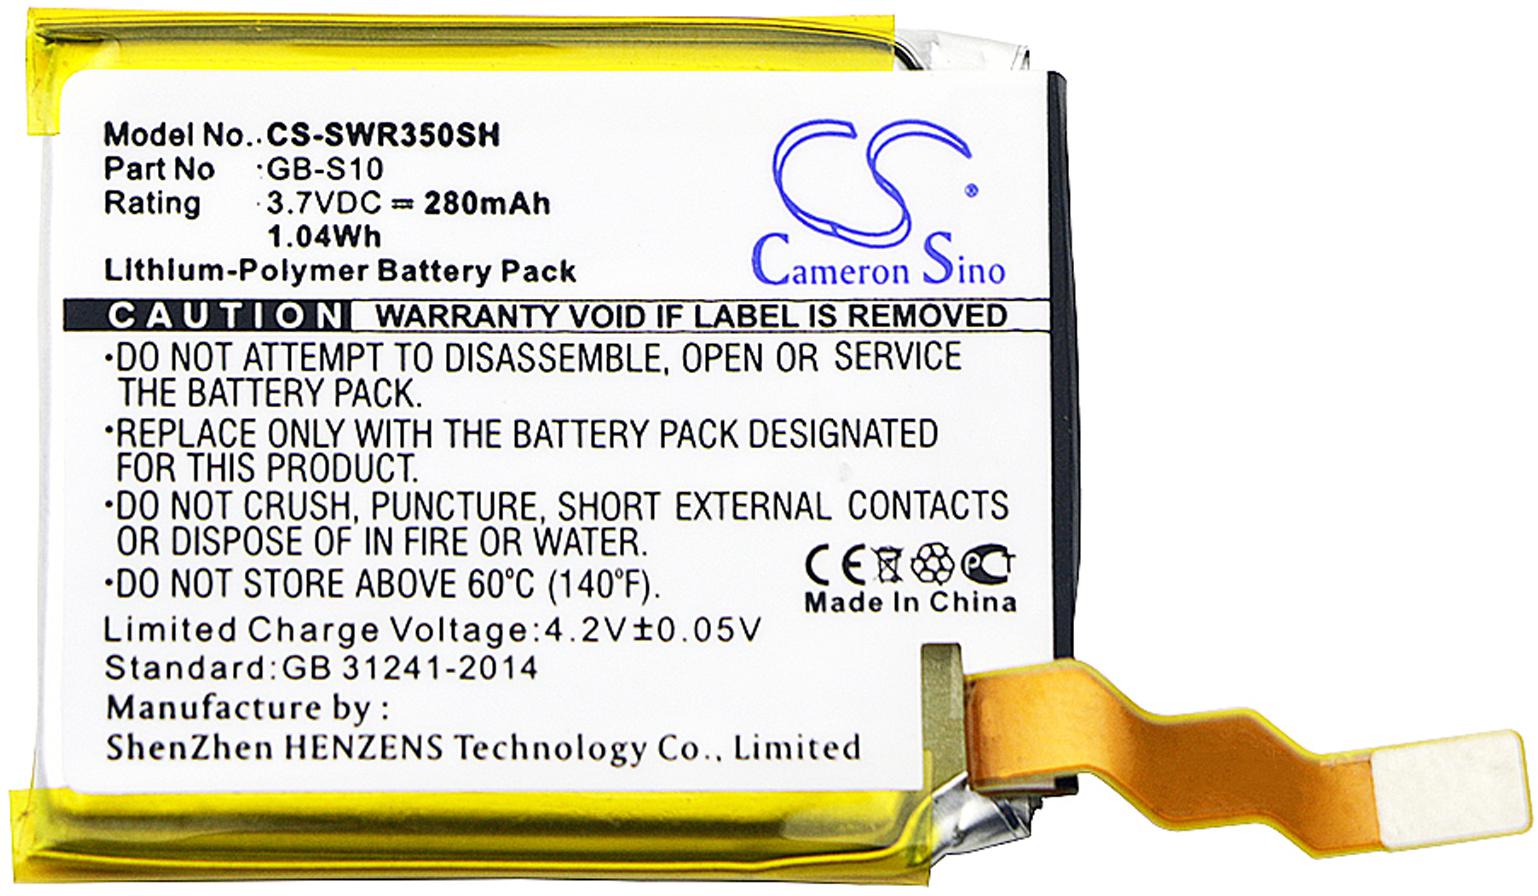 Model No.. CS-SWR350SH
Part No : GB-S10
Rating : 3.7VDC = 280mAh
1.04Wh
Lithium-Polymer Battery Pack
CS ®
Cameron Sino
CAUTION WARRANTY VOID IF LABEL IS REMOVED
·DO NOT ATTEMPT TO DISASSEMBLE, OPEN OR SERVICE
THE BATTERY PACK.
·REPLACE ONLY WITH THE BATTERY PACK DESIGNATED
FOR THIS PRODUCT.
·DO NOT CRUSH, PUNCTURE, SHORT EXTERNAL CONTACTS
OR DISPOSE OF IN FIRE OR WATER.
·DO NOT STORE ABOVE 60°C (140°F).
CE PCT
Made In China
Limited Charge Voltage:4.2V±0.05V
Standard:GB 31241-2014
Manufacture by :
ShenZhen HENZENS Technology Co., Limited